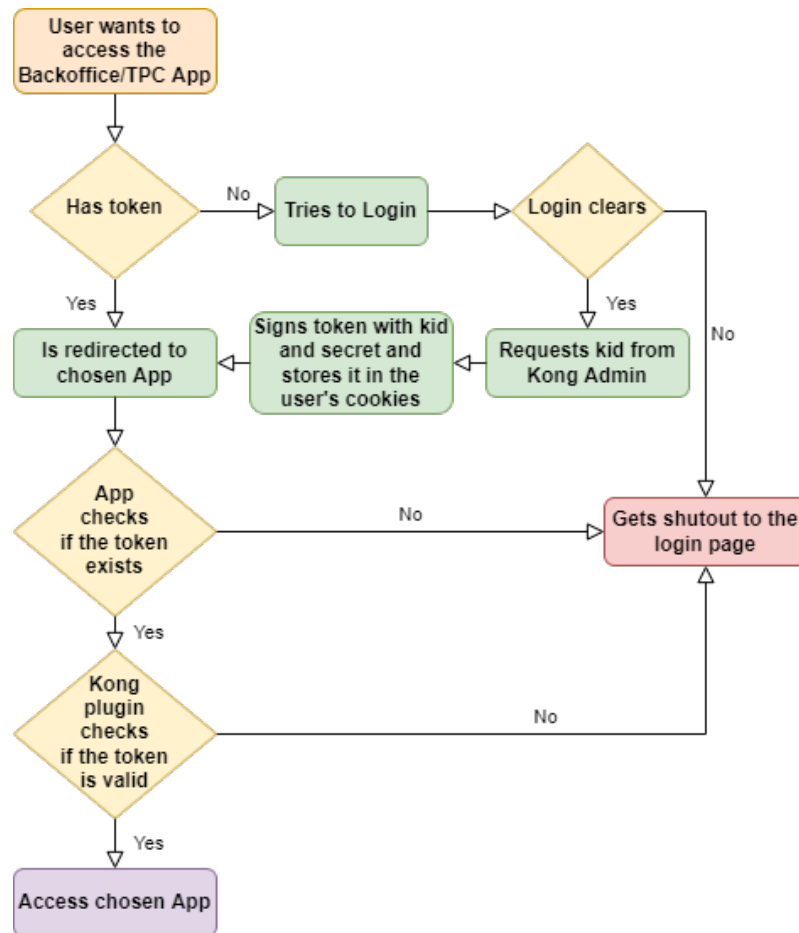 User wants to
access the
Backoffice/TPC App
Has token
No
Tries to Login
Login clears
Yes
Yes
No
Is redirected to
chosen App
Signs token with kid
and secret and
stores it in the
user's cookies
Requests kid from
Kong Admin
App
checks
if the token
exists
No
Gets shutout to the
login page
Yes
Kong
plugin
checks
if the token
is valid
No
Yes
Access chosen App